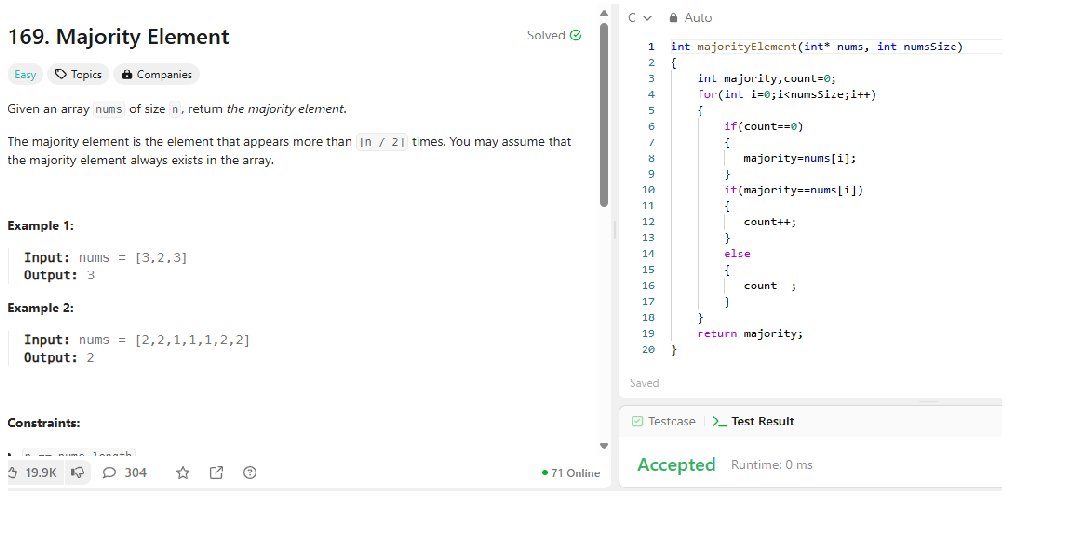 169. Majority Element
Solved
Easy
Topics
Companies
Given an array nums of size n, return the majority element.
The majority element is the element that appears more than ⌊n / 2⌋ times. You may assume that
the majority element always exists in the array.
Example 1:
Input: nums = [3,2,3]
Output: 3
Example 2:
Input: nums = [2,2,1,1,1,2,2]
Output: 2
Constraints:
n == nums.length
19.9K
304
71 Online
C
Auto
1 int majorityElement(int* nums, int numsSize)
2 {
3 int majority,count=0;
4 for(int i=0;i<numsSize;i++)
5 {
6 if(count==0)
7 {
8 majority=nums[i];
9 }
10 if(majority==nums[i])
11 {
12 count++;
13 }
14 else
15 {
16 count--;
17 }
18 }
19 return majority;
20 }
Saved
Testcase
Test Result
Accepted
Runtime: 0 ms